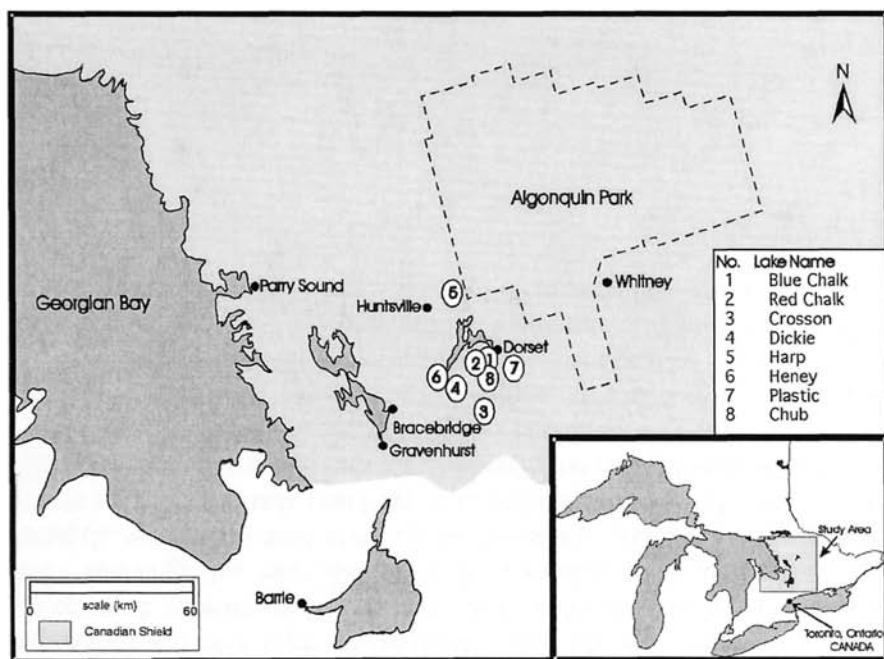 N
Algonquin Park
Georgian Bay
Parry Sound
Huntsville
Whitney
Dorset
Bracebridge
Gravenhurst
Barrie
5
1
2
7
6
4
8
3
No. Lake Name
1 Blue Chalk
2 Red Chalk
3 Crosson
4 Dickie
5 Harp
6 Heney
7 Plastic
8 Chub
0 60
scale (km)
Canadian Shield
Study Area
Toronto, Ontario
CANADA